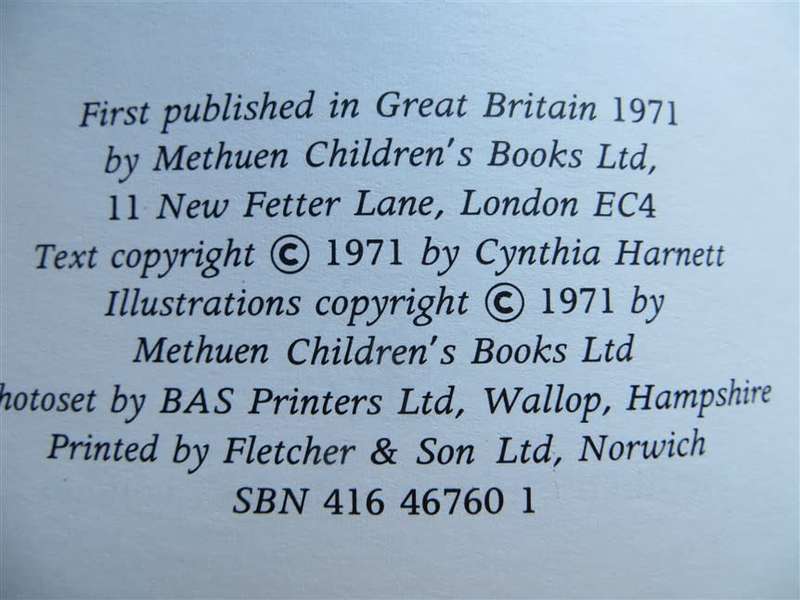 First published in Great Britain 1971
by Methuen Children's Books Ltd,
11 New Fetter Lane, London EC4
Text copyright © 1971 by Cynthia Harnett
Illustrations copyright © 1971 by
Methuen Children's Books Ltd
hotoset by BAS Printers Ltd, Wallop, Hampshire
Printed by Fletcher & Son Ltd, Norwich
SBN 416 46760 1